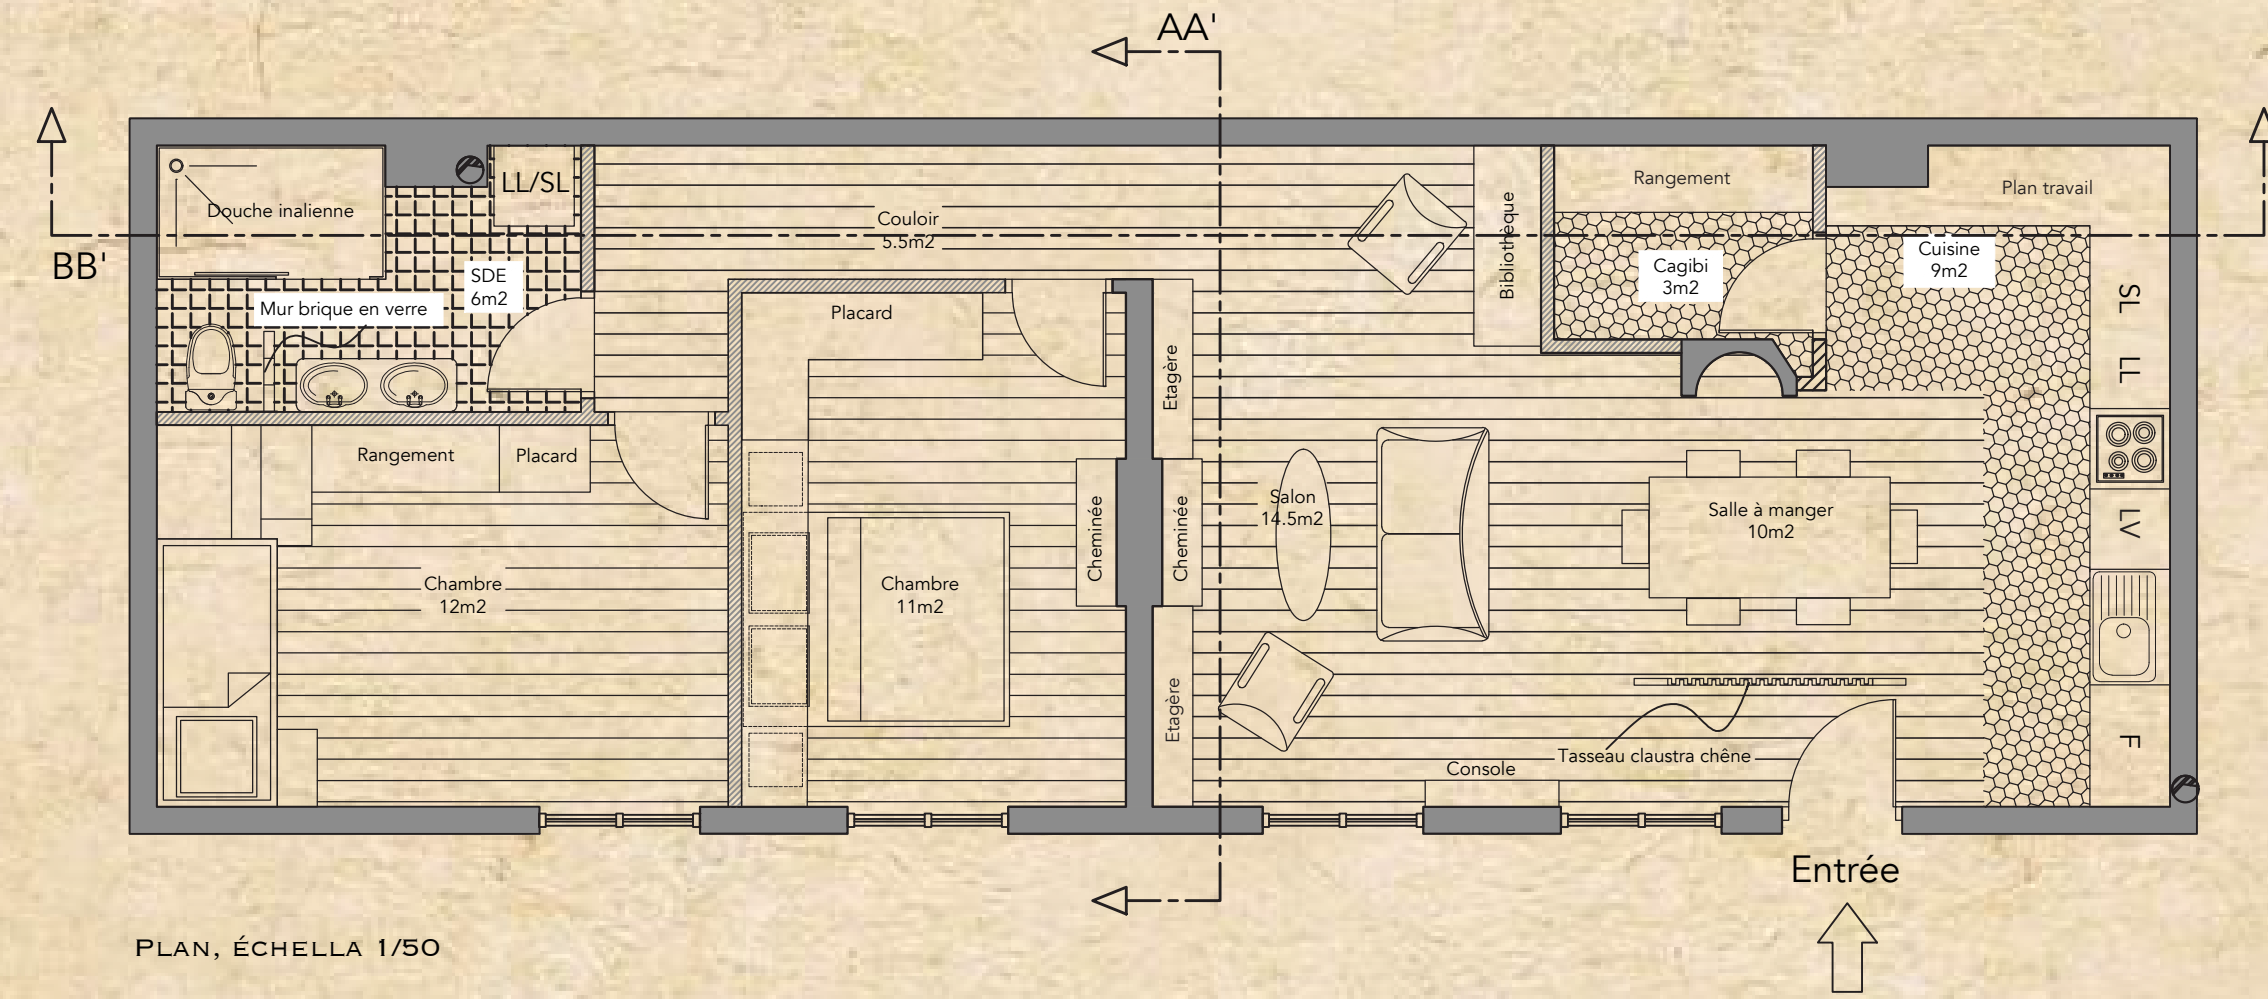 AA'
BB'
Douche inalienne
LL/SL
SDE
6m2
Mur brique en verre
Couloir
5.5m2
Bibliothèque
Rangement
Cagibi
3m2
Plan travail
Cuisine
9m2
SL
LL
LV
F
Rangement
Placard
Chambre
12m2
Placard
Chambre
11m2
Cheminée
Etagère
Cheminée
Etagère
Salon
14.5m2
Salle à manger
10m2
Tasseau claustra chêne
Console
Entrée
PLAN, ÉCHELLA 1/50